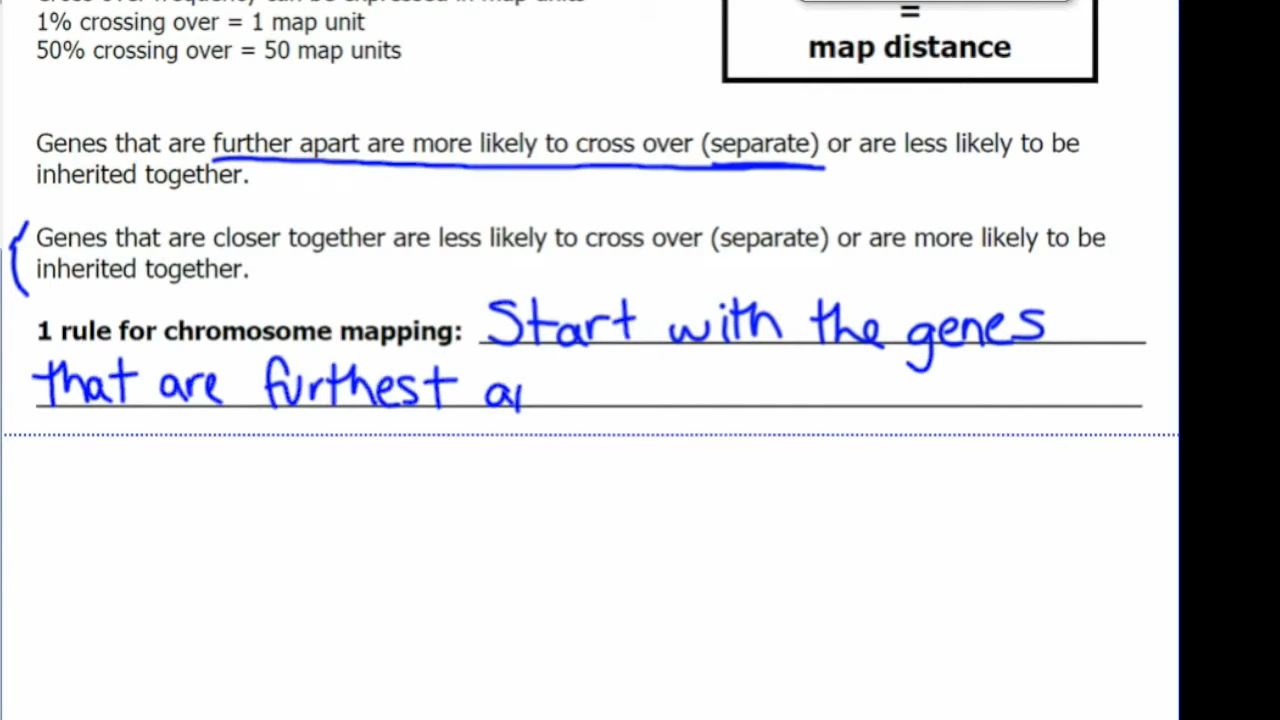 1% crossing over = 1 map unit
50% crossing over = 50 map units
=
map distance
Genes that are further apart are more likely to cross over (separate) or are less likely to be
inherited together.
Genes that are closer together are less likely to cross over (separate) or are more likely to be
inherited together.
1 rule for chromosome mapping: Start with the genes
that are furthest